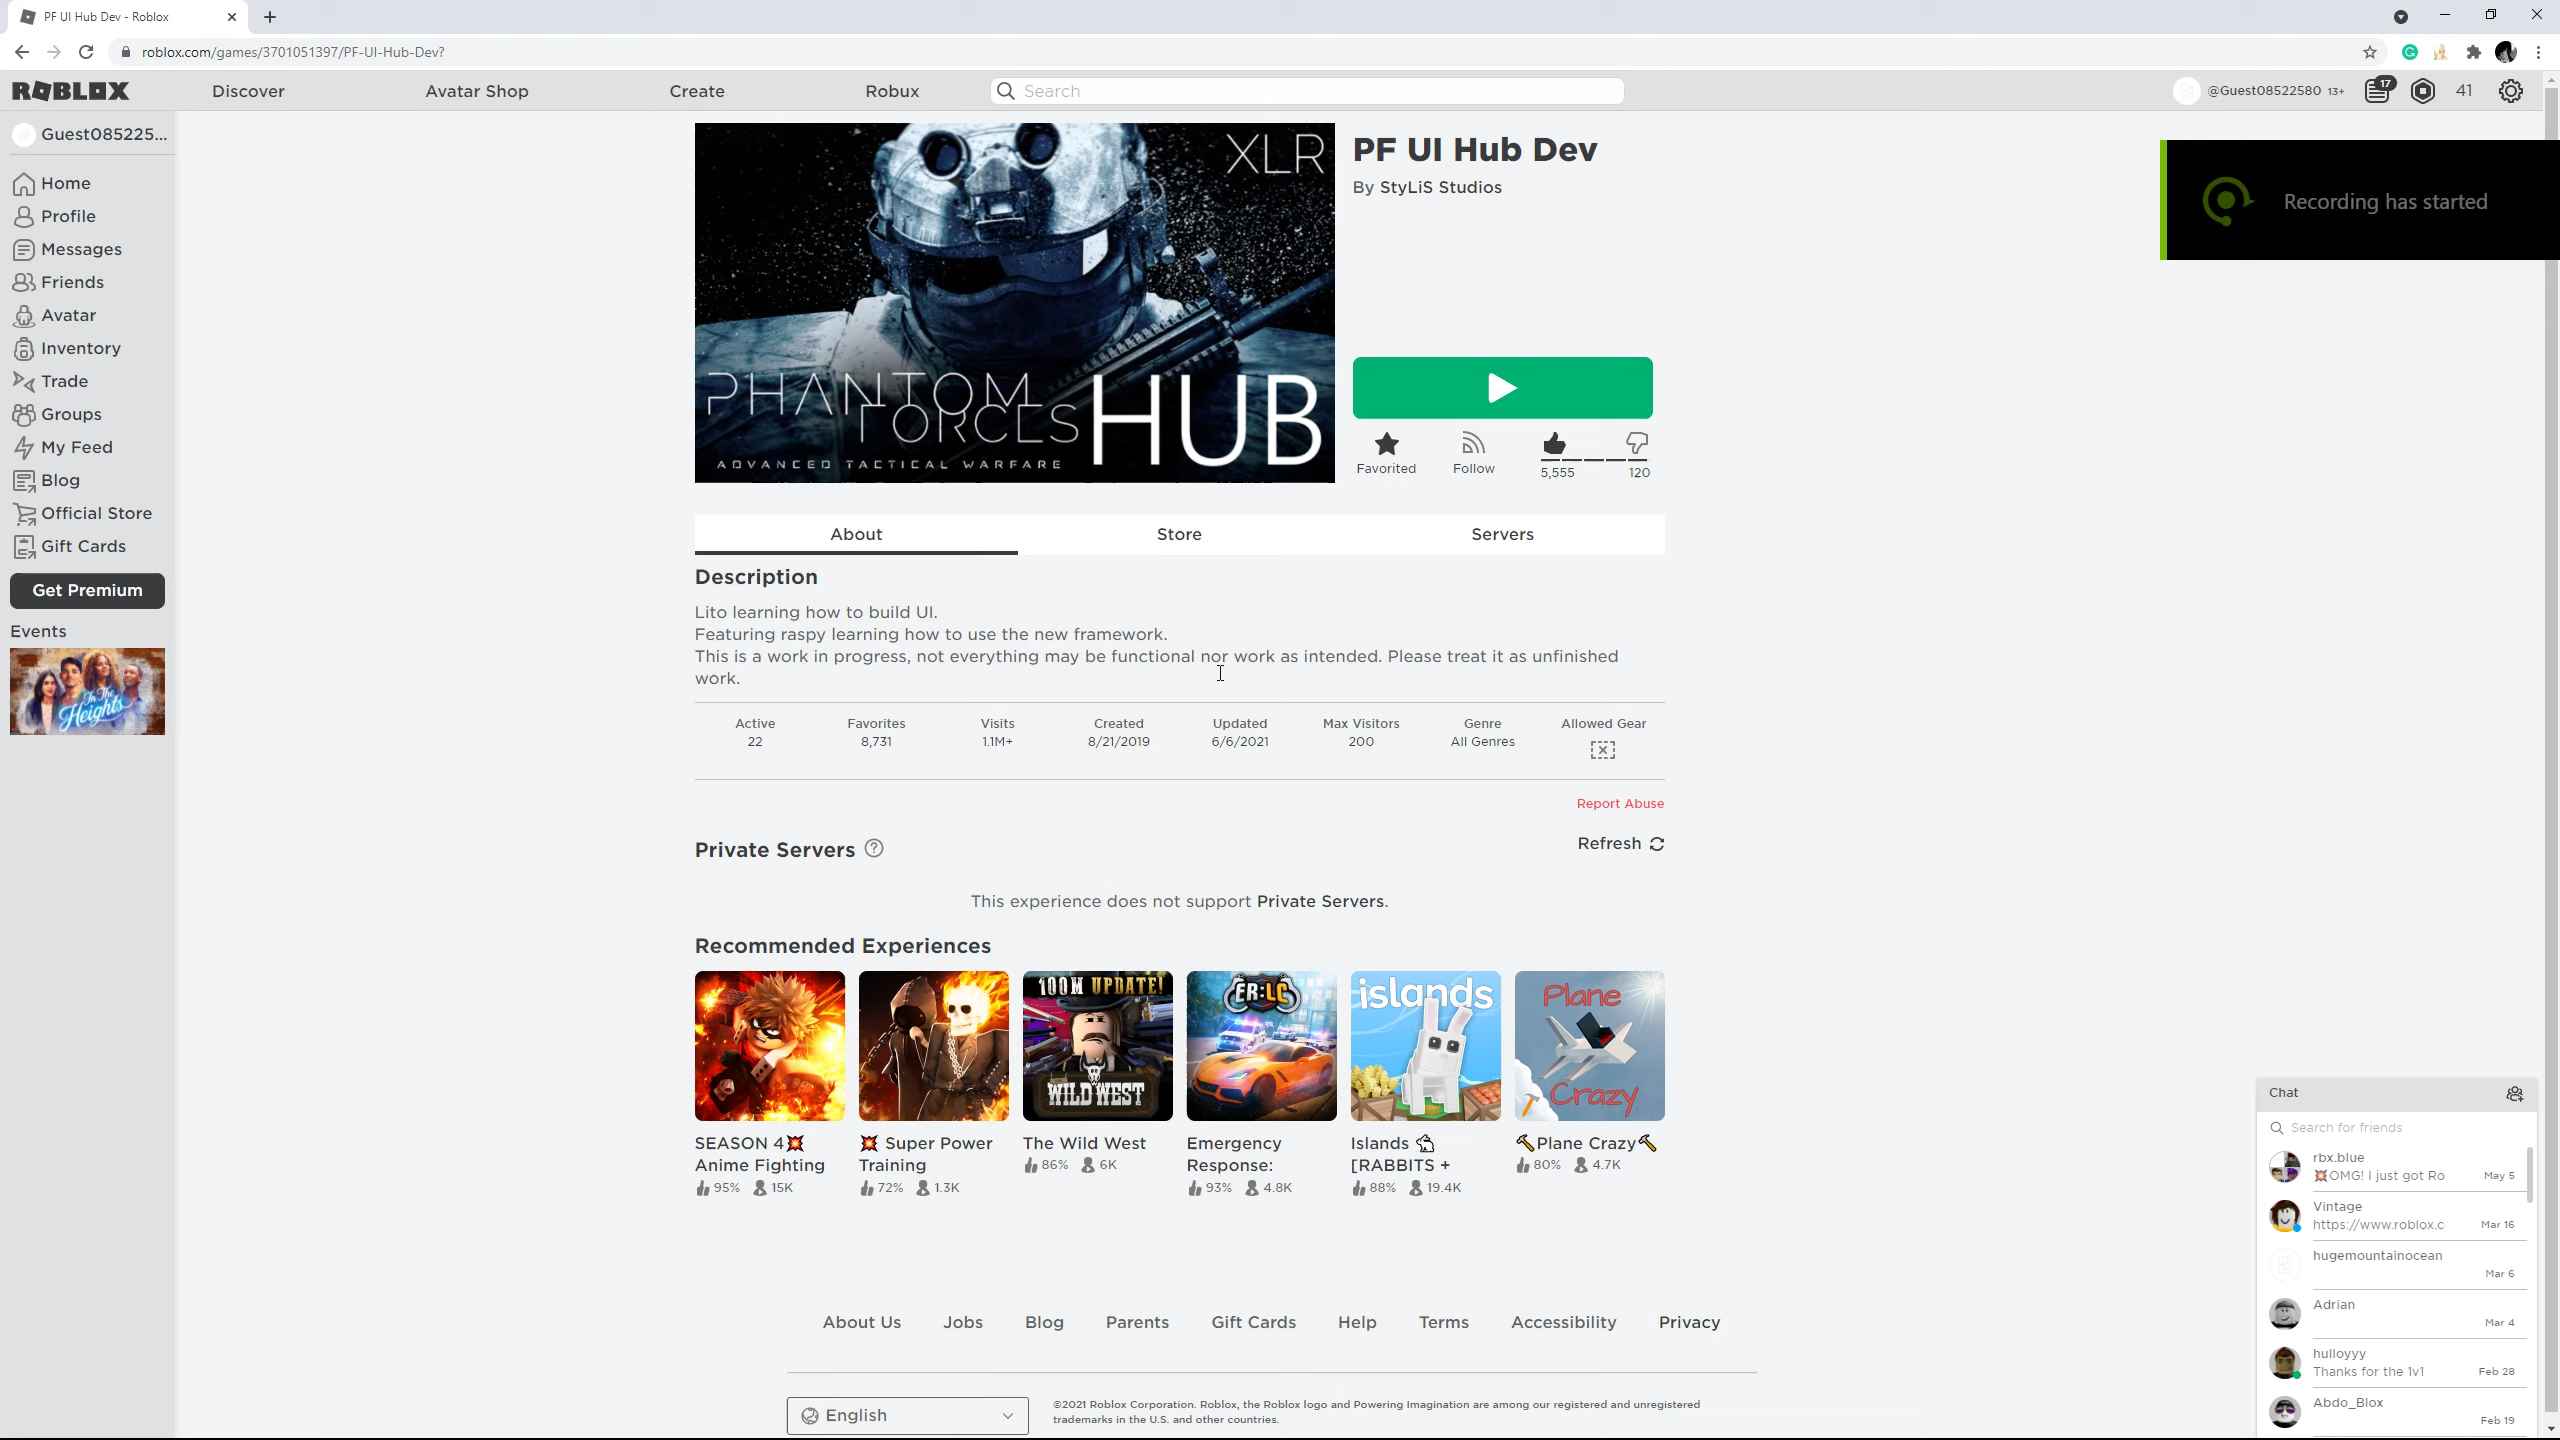 PF UI Hub Dev - Roblox
roblox.com/games/3701051397/PF-UI-Hub-Dev?
ROBLOX
Discover
Avatar Shop
Create
Robux
Search
@Guest08522580 13+
17
41
Guest085225...
Home
Profile
Messages
Friends
Avatar
Inventory
Trade
Groups
My Feed
Blog
Official Store
Gift Cards
Get Premium
Events
In The
Heights
XLR
PHANTOM
FORCES
HUB
ADVANCED TACTICAL WARFARE
PF UI Hub Dev
By StyLiS Studios
Favorited
Follow
5,555
120
Recording has started
About
Store
Servers
Description
Lito learning how to build UI.
Featuring raspy learning how to use the new framework.
This is a work in progress, not everything may be functional nor work as intended. Please treat it as unfinished
work.
Active
22
Favorites
8,731
Visits
1.1M+
Created
8/21/2019
Updated
6/6/2021
Max Visitors
200
Genre
All Genres
Allowed Gear
Report Abuse
Private Servers
Refresh
This experience does not support Private Servers.
Recommended Experiences
SEASON 4💥
Anime Fighting
95% 15K
💥 Super Power
Training
72% 1.3K
100M UPDATE!
WILD WEST
The Wild West
86% 6K
ER:LC
Emergency
Response:
93% 4.8K
islands
Islands 🐇
[RABBITS +
88% 19.4K
Plane
Crazy
🔨Plane Crazy🔨
80% 4.7K
About Us
Jobs
Blog
Parents
Gift Cards
Help
Terms
Accessibility
Privacy
English
©2021 Roblox Corporation. Roblox, the Roblox logo and Powering Imagination are among our registered and unregistered
trademarks in the U.S. and other countries.
Chat
Search for friends
rbx.blue
💥OMG! I just got Ro May 5
Vintage
https://www.roblox.c Mar 16
hugemountainocean
Mar 6
Adrian
Mar 4
hulloyyy
Thanks for the 1v1 Feb 28
Abdo_Blox
Feb 19